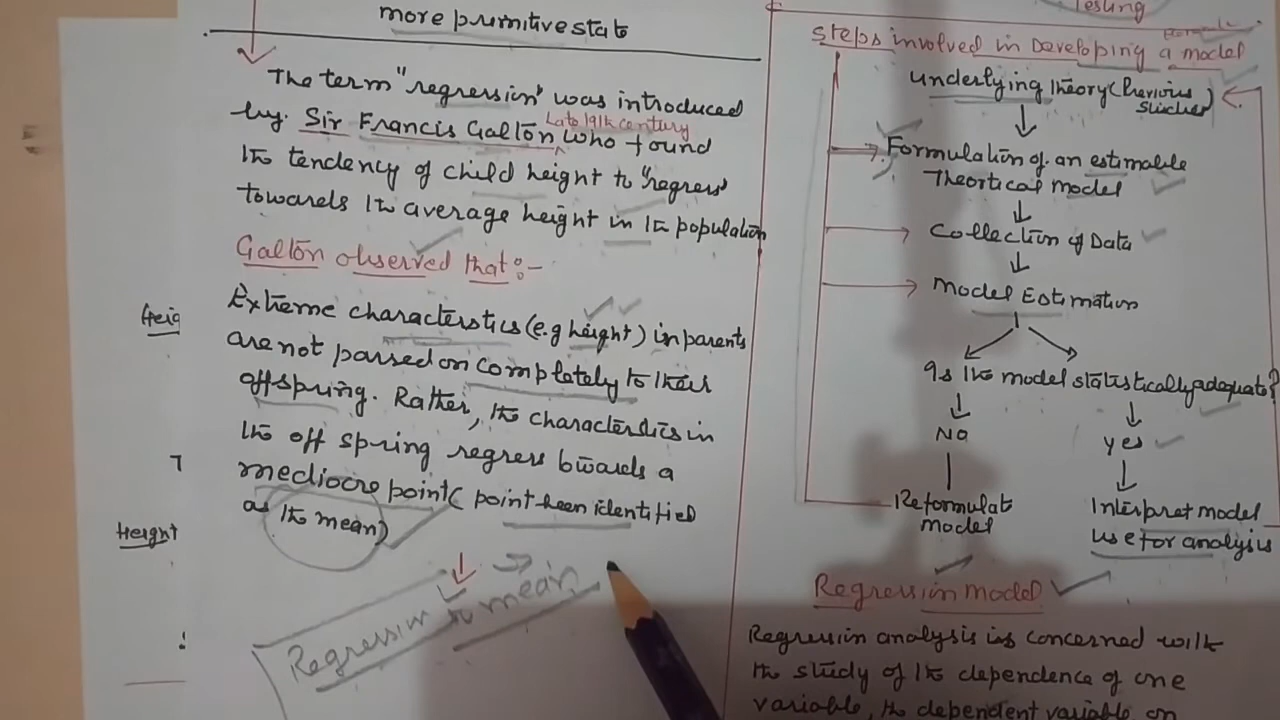 more primitive state
The term "regression" was introduced
by. Sir Francis Galton, who found
Late 19th century
the tendency of child height to "regress"
towards the average height in the population
Galton observed that:-
Extreme characterstics (e.g height) in parents
are not passed on completely to their
offspring. Rather, the characteristics in
the off spring regress towards a
mediocre point ( point been identified
as the mean)
Regression to mean
Heig
T
Height
Testing
Steps involved in Developing a model
underlying theory (Previous
studies)
Formulation of an estimable
Theortical model
Collection of Data
Model Estimation
Is the model statistically adequate?
No
yes
Reformulat
model
Interpret model
use for analysis
Regression model
Regression analysis is concerned with
the study of the dependence of one
variable, the dependent variable on